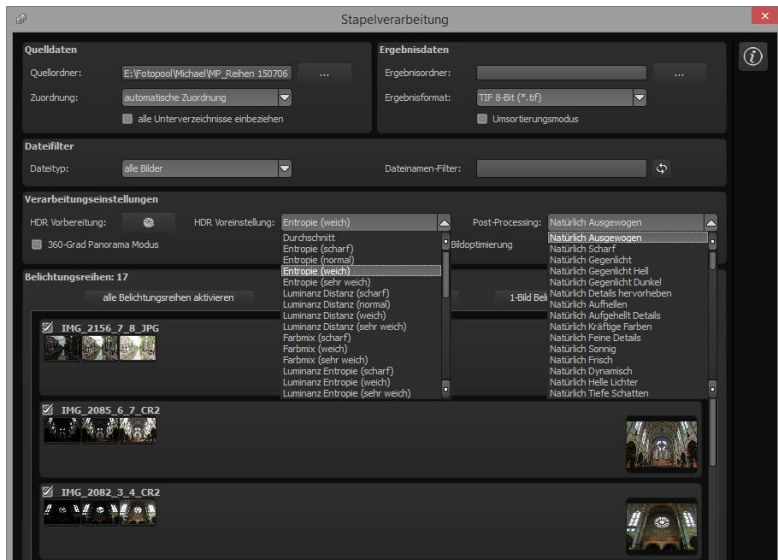 Stapelverarbeitung
Quelldaten
Quellordner: E:\Fotopool\Michael\MP_Reihen 150706 ...
Zuordnung: automatische Zuordnung
alle Unterverzeichnisse einbeziehen
Ergebnisdaten
Ergebnisordner: ...
Ergebnisformat: TIF 8-Bit (*.tif)
Umsortierungsmodus
Dateifilter
Dateityp: alle Bilder
Dateinamen-Filter:
Verarbeitungseinstellungen
HDR Vorbereitung: HDR Voreinstellung: Entropie (weich) Post-Processing: Natürlich Ausgewogen
360-Grad Panorama Modus
Bildoptimierung
Durchschnitt
Entropie (scharf)
Entropie (normal)
Entropie (weich)
Entropie (sehr weich)
Luminanz Distanz (scharf)
Luminanz Distanz (normal)
Luminanz Distanz (weich)
Luminanz Distanz (sehr weich)
Farbmix (scharf)
Farbmix (weich)
Farbmix (sehr weich)
Luminanz Entropie (scharf)
Luminanz Entropie (weich)
Luminanz Entropie (sehr weich)
Natürlich Ausgewogen
Natürlich Scharf
Natürlich Gegenlicht
Natürlich Gegenlicht Hell
Natürlich Gegenlicht Dunkel
Natürlich Details hervorheben
Natürlich Aufhellen
Natürlich Aufgehellt Details
Natürlich Kräftige Farben
Natürlich Feine Details
Natürlich Sonnig
Natürlich Frisch
Natürlich Dynamisch
Natürlich Helle Lichter
Natürlich Tiefe Schatten
Belichtungsreihen: 17
alle Belichtungsreihen aktivieren
1-Bild Beli
IMG_2156_7_8_JPG
IMG_2085_6_7_CR2
IMG_2082_3_4_CR2